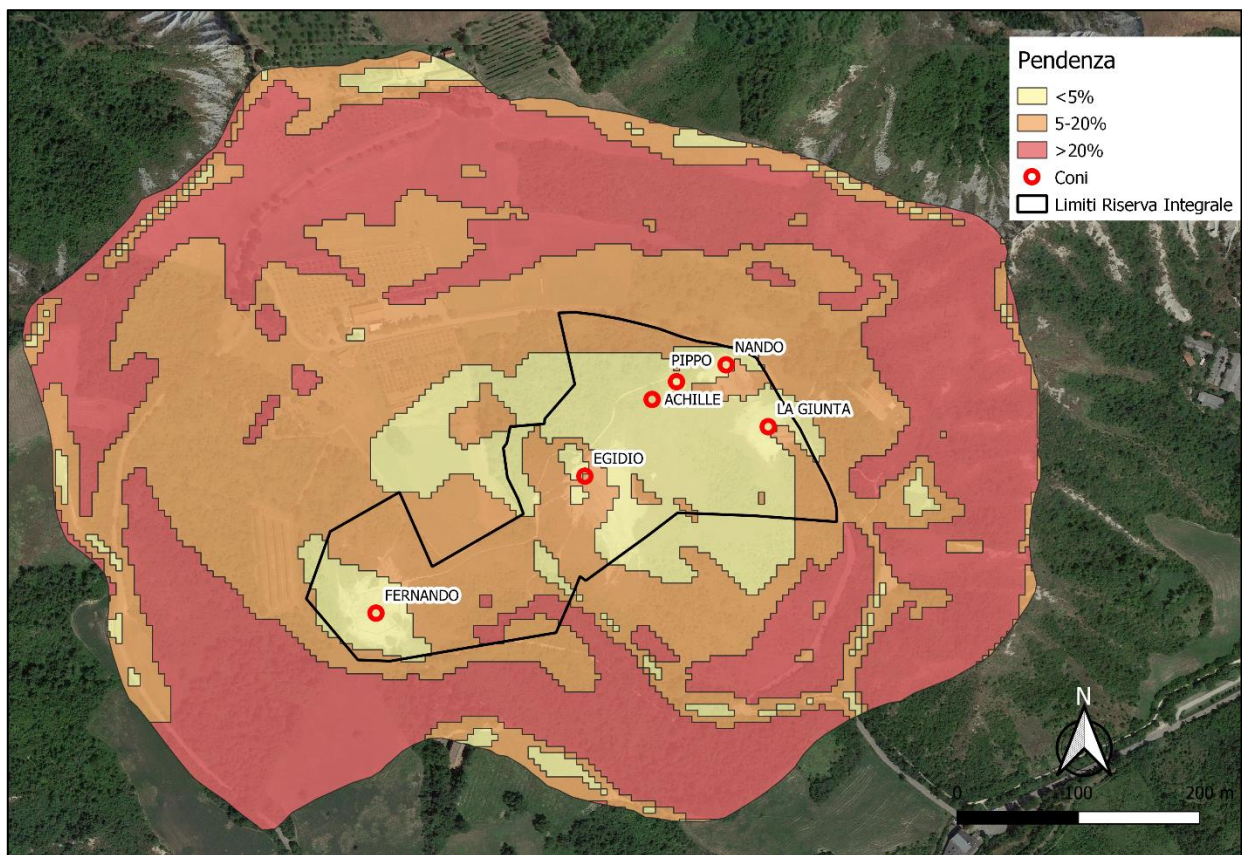 Pendenza
<5%
5-20%
>20%
Coni
Limiti Riserva Integrale
NANDO
PIPPO
ACHILLE
LA GIUNTA
EGIDIO
FERNANDO
N
0 100 200 m